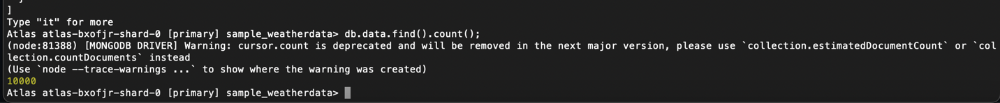 ]
Type "it" for more
Atlas atlas-bxofjr-shard-0 [primary] sample_weatherdata> db.data.find().count();
(node:81388) [MONGODB DRIVER] Warning: cursor.count is deprecated and will be removed in the next major version, please use `collection.estimatedDocumentCount` or `col
lection.countDocuments` instead
(Use `node --trace-warnings ...` to show where the warning was created)
10000
Atlas atlas-bxofjr-shard-0 [primary] sample_weatherdata>